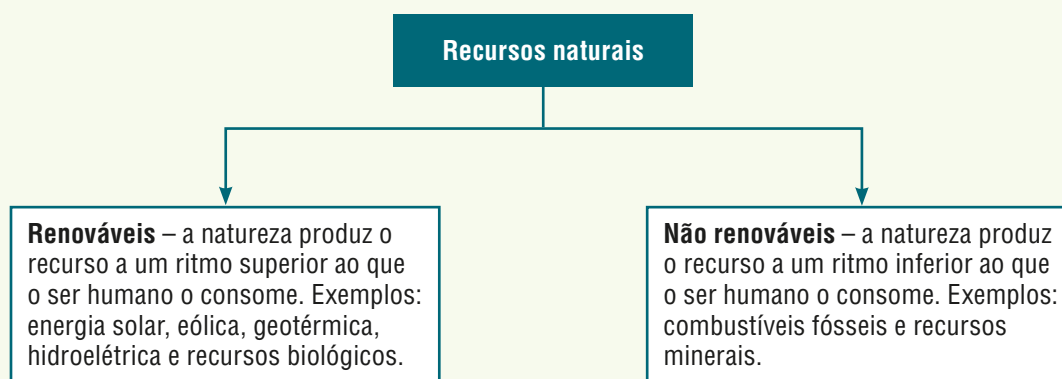 Recursos naturais
Renováveis – a natureza produz o
recurso a um ritmo superior ao que
o ser humano o consome. Exemplos:
energia solar, eólica, geotérmica,
hidroelétrica e recursos biológicos.
Não renováveis – a natureza produz
o recurso a um ritmo inferior ao que
o ser humano o consome. Exemplos:
combustíveis fósseis e recursos
minerais.